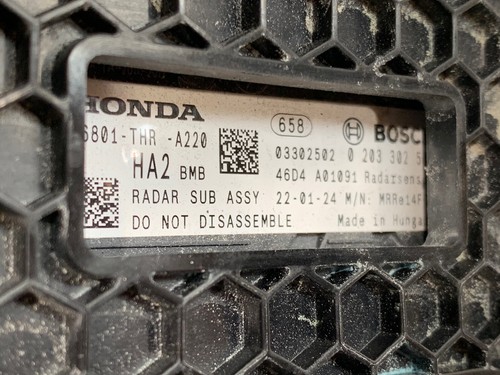 HONDA
6801-THR -A220
HA2 BMB
RADAR SUB ASSY
DO NOT DISASSEMBLE
658 BOSC
03302502 0 203 302 5
46D4 A01091 Radarsens
22-01-24 M/N: MRRe14F
Made in Hunga